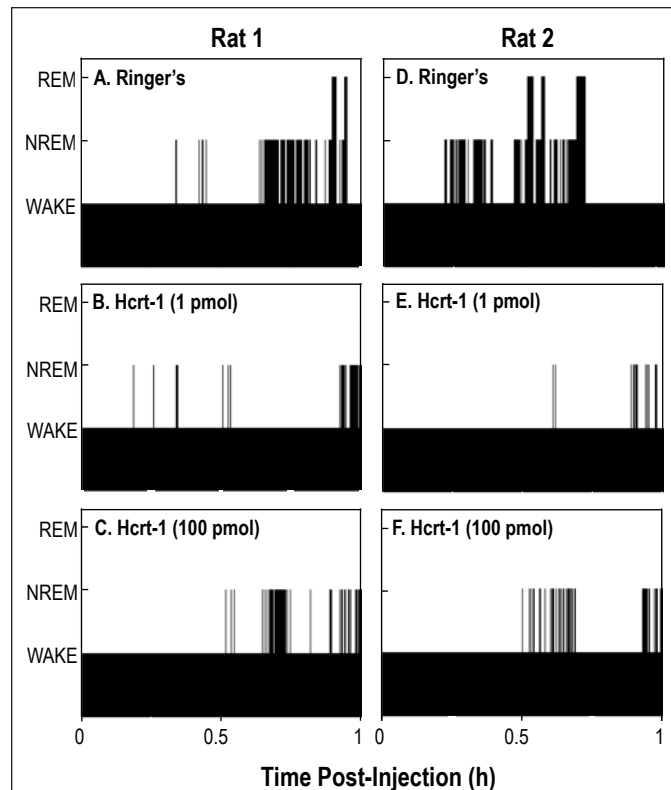 Rat 1 Rat 2
A. Ringer's D. Ringer's
REM
NREM
WAKE
B. Hcrt-1 (1 pmol) E. Hcrt-1 (1 pmol)
REM
NREM
WAKE
C. Hcrt-1 (100 pmol) F. Hcrt-1 (100 pmol)
REM
NREM
WAKE
0 0.5 1 0 0.5 1
Time Post-Injection (h)